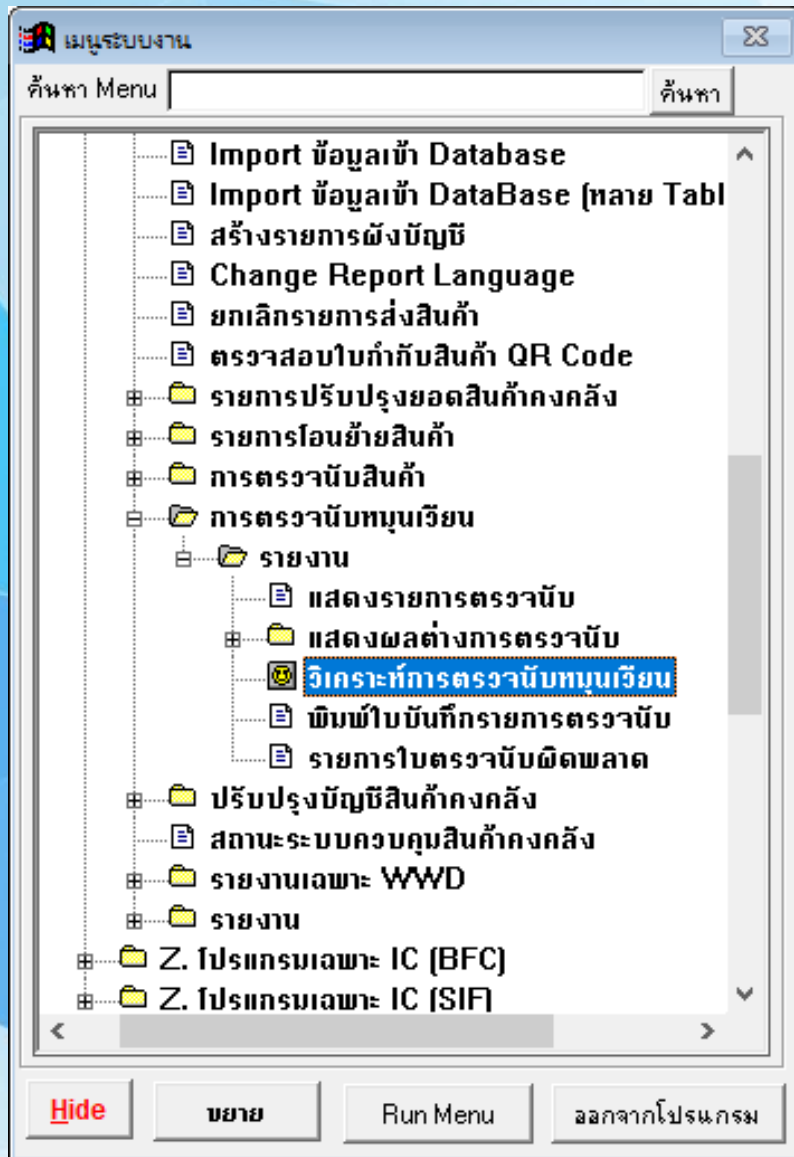 เมนูระบบงาน
ค้นหา Menu ค้นหา
Import ข้อมูลเข้า Database
Import ข้อมูลเข้า DataBase (หลาย Tabl
สร้างรายการผังบัญชี
Change Report Language
ยกเลิกรายการส่งสินค้า
ตรวจสอบใบกำกับสินค้า QR Code
รายการปรับปรุงยอดสินค้าคงคลัง
รายการโอนย้ายสินค้า
การตรวจนับสินค้า
การตรวจนับหมุนเวียน
รายงาน
แสดงรายการตรวจนับ
แสดงผลต่างการตรวจนับ
วิเคราะห์การตรวจนับหมุนเวียน
พิมพ์ใบบันทึกรายการตรวจนับ
รายการใบตรวจนับผิดพลาด
ปรับปรุงบัญชีสินค้าคงคลัง
สถานะระบบควบคุมสินค้าคงคลัง
รายงานเฉพาะ WWD
รายงาน
Z. โปรแกรมเฉพาะ IC (BFC)
Z. โปรแกรมเฉพาะ IC (SIF)
Hide ขยาย Run Menu ออกจากโปรแกรม